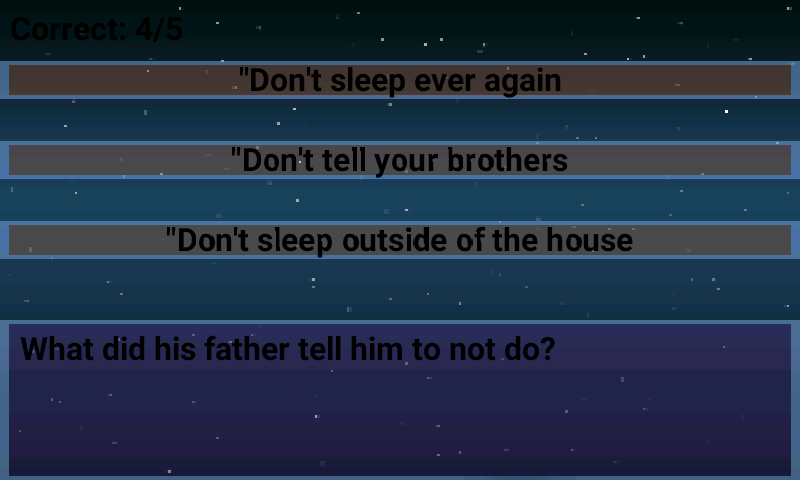 Correct: 4/5
"Don't sleep ever again
"Don't tell your brothers
"Don't sleep outside of the house
What did his father tell him to not do?